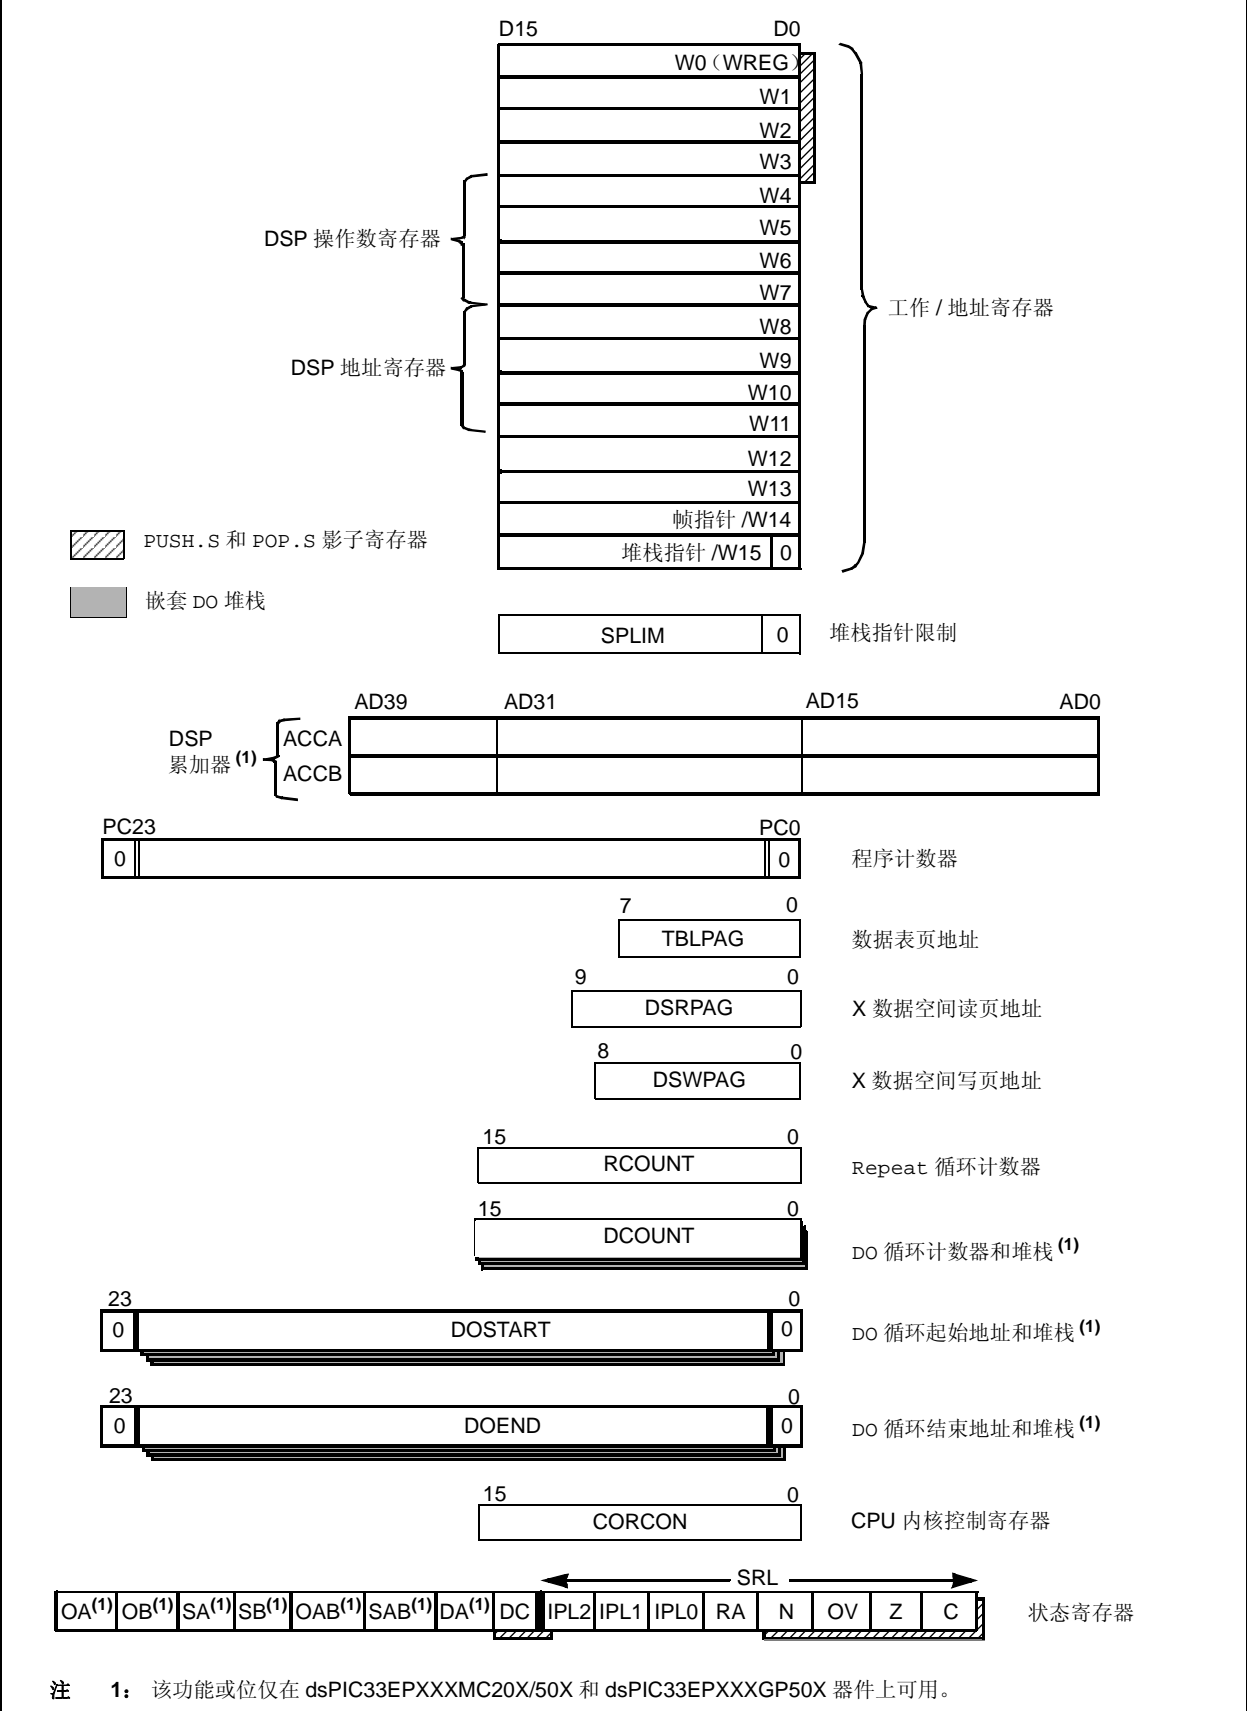 D15 D0
W0（WREG）
W1
W2
W3
W4
W5
DSP 操作数寄存器
W6
W7
工作 / 地址寄存器
W8
W9
DSP 地址寄存器
W10
W11
W12
W13
帧指针 /W14
PUSH.S 和 POP.S 影子寄存器
堆栈指针 /W15 0
嵌套 DO 堆栈
SPLIM 0 堆栈指针限制
AD39 AD31 AD15 AD0
DSP
累加器 (1)
ACCA
ACCB
PC23 PC0
0 0 程序计数器
7 0
TBLPAG 数据表页地址
9 0
DSRPAG X 数据空间读页地址
8 0
DSWPAG X 数据空间写页地址
15 0
RCOUNT Repeat 循环计数器
15 0
DCOUNT DO 循环计数器和堆栈 (1)
23 0
0 DOSTART 0 DO 循环起始地址和堆栈 (1)
23 0
0 DOEND 0 DO 循环结束地址和堆栈 (1)
15 0
CORCON CPU 内核控制寄存器
SRL
OA(1) OB(1) SA(1) SB(1) OAB(1) SAB(1) DA(1) DC IPL2 IPL1 IPL0 RA N OV Z C 状态寄存器
注 1： 该功能或位仅在 dsPIC33EPXXXMC20X/50X 和 dsPIC33EPXXXGP50X 器件上可用。